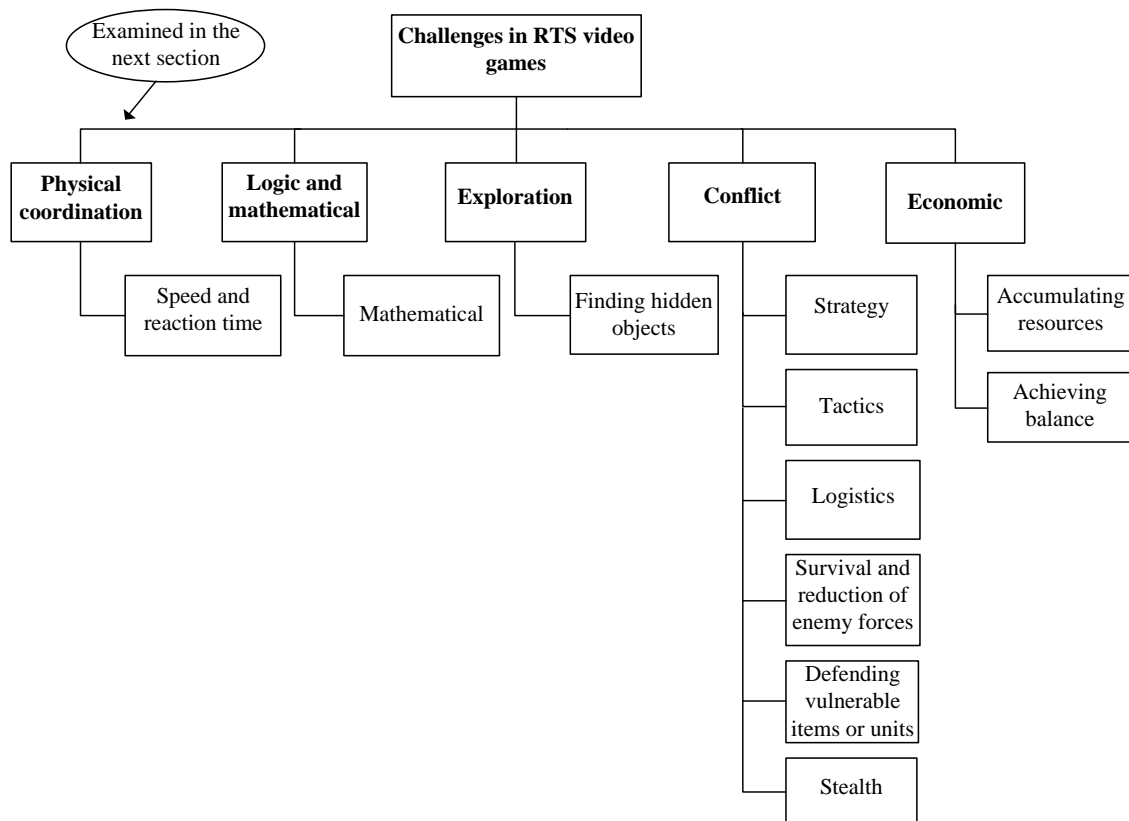 Examined in the
next section
Challenges in RTS video
games
Physical
coordination
Logic and
mathematical
Exploration
Conflict
Economic
Speed and
reaction time
Mathematical
Finding hidden
objects
Strategy
Tactics
Logistics
Survival and
reduction of
enemy forces
Defending
vulnerable
items or units
Stealth
Accumulating
resources
Achieving
balance